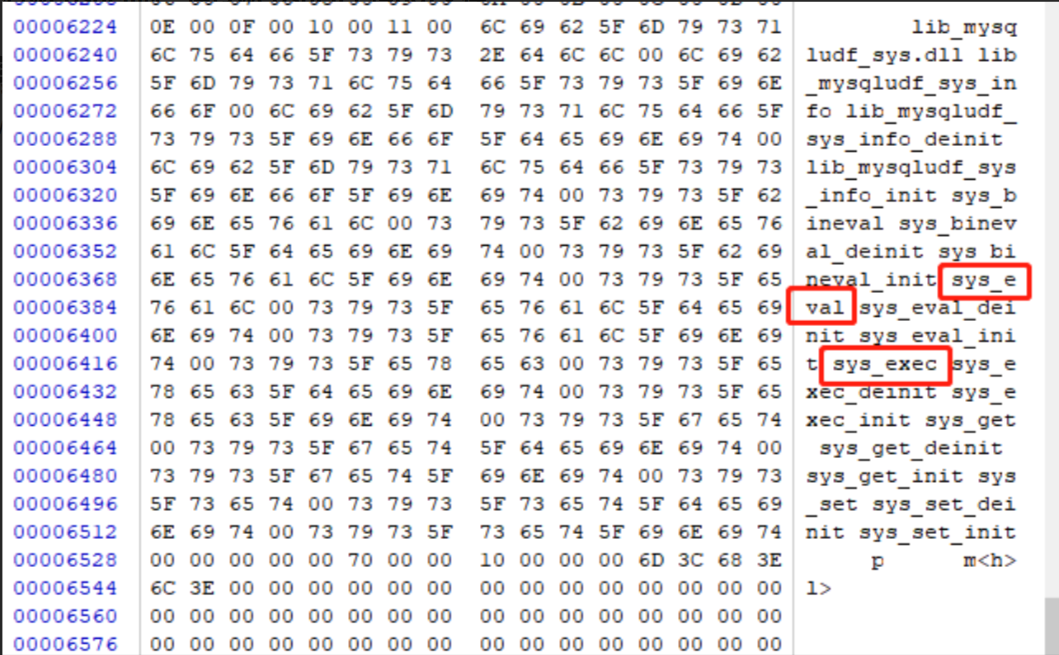 00006224 0E 00 0F 00 10 00 11 00 6C 69 62 5F 6D 79 73 71 lib_mysq
00006240 6C 75 64 66 5F 73 79 73 2E 64 6C 6C 00 6C 69 62 ludf_sys.dll lib
00006256 5F 6D 79 73 71 6C 75 64 66 5F 73 79 73 5F 69 6E _mysqludf_sys_in
00006272 66 6F 00 6C 69 62 5F 6D 79 73 71 6C 75 64 66 5F fo lib_mysqludf_
00006288 73 79 73 5F 69 6E 66 6F 5F 64 65 69 6E 69 74 00 sys_info_deinit
00006304 6C 69 62 5F 6D 79 73 71 6C 75 64 66 5F 73 79 73 lib_mysqludf_sys
00006320 5F 69 6E 66 6F 5F 69 6E 69 74 00 73 79 73 5F 62 _info_init sys_b
00006336 69 6E 65 76 61 6C 00 73 79 73 5F 62 69 6E 65 76 ineval sys_binev
00006352 61 6C 5F 64 65 69 6E 69 74 00 73 79 73 5F 62 69 al_deinit sys_bi
00006368 6E 65 76 61 6C 5F 69 6E 69 74 00 73 79 73 5F 65 neval_init sys_e
00006384 76 61 6C 00 73 79 73 5F 65 76 61 6C 5F 64 65 69 val sys_eval_dei
00006400 6E 69 74 00 73 79 73 5F 65 76 61 6C 5F 69 6E 69 nit sys_eval_ini
00006416 74 00 73 79 73 5F 65 78 65 63 00 73 79 73 5F 65 t sys_exec sys_e
00006432 78 65 63 5F 64 65 69 6E 69 74 00 73 79 73 5F 65 xec_deinit sys_e
00006448 78 65 63 5F 69 6E 69 74 00 73 79 73 5F 67 65 74 xec_init sys_get
00006464 00 73 79 73 5F 67 65 74 5F 64 65 69 6E 69 74 00 sys_get_deinit
00006480 73 79 73 5F 67 65 74 5F 69 6E 69 74 00 73 79 73 sys_get_init sys
00006496 5F 73 65 74 00 73 79 73 5F 73 65 74 5F 64 65 69 _set sys_set_dei
00006512 6E 69 74 00 73 79 73 5F 73 65 74 5F 69 6E 69 74 nit sys_set_init
00006528 00 00 00 00 00 70 00 00 10 00 00 00 6D 3C 68 3E p m<h>
00006544 6C 3E 00 00 00 00 00 00 00 00 00 00 00 00 00 00 l>
00006560 00 00 00 00 00 00 00 00 00 00 00 00 00 00 00 00
00006576 00 00 00 00 00 00 00 00 00 00 00 00 00 00 00 00